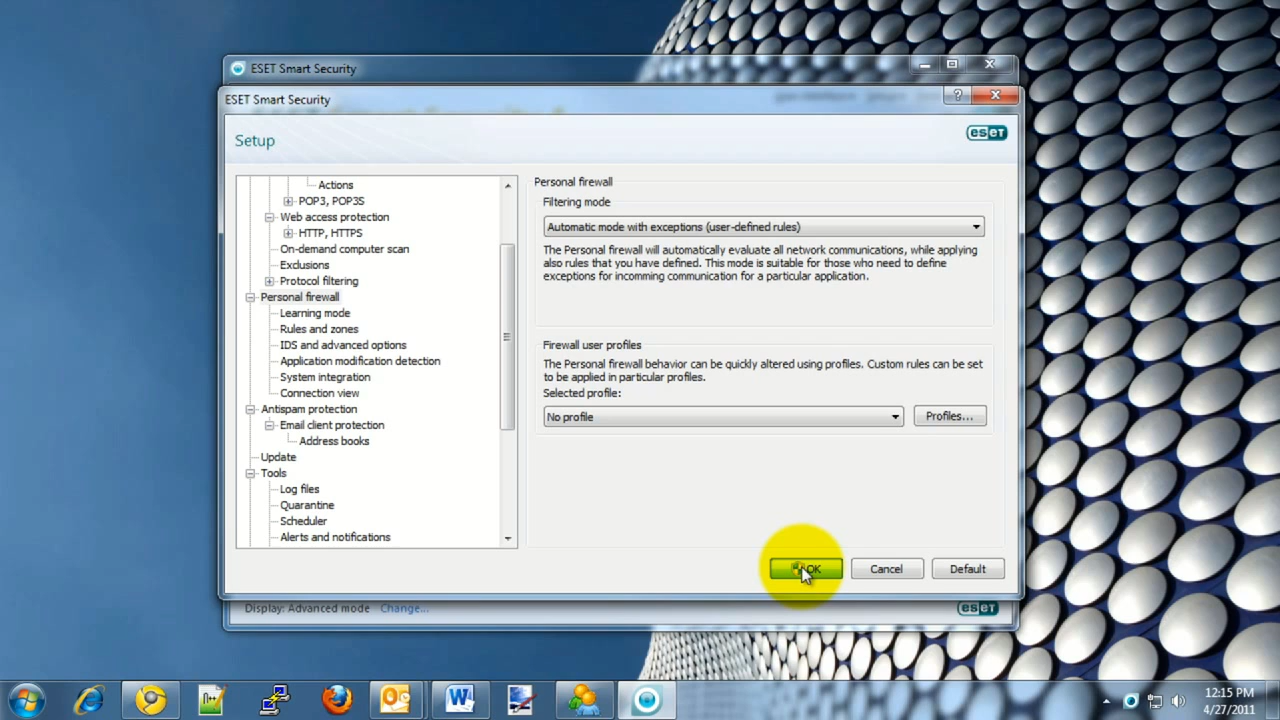 ESET Smart Security
ESET Smart Security
Setup
eset
Actions
POP3, POP3S
Web access protection
HTTP, HTTPS
On-demand computer scan
Exclusions
Protocol filtering
Personal firewall
Learning mode
Rules and zones
IDS and advanced options
Application modification detection
System integration
Connection view
Antispam protection
Email client protection
Address books
Update
Tools
Log files
Quarantine
Scheduler
Alerts and notifications
Personal firewall
Filtering mode
Automatic mode with exceptions (user-defined rules)
The Personal firewall will automatically evaluate all network communications, while applying
also rules that you have defined. This mode is suitable for those who need to define
exceptions for incomming communication for a particular application.
Firewall user profiles
The Personal firewall behavior can be quickly altered using profiles. Custom rules can be set
to be applied in particular profiles.
Selected profile:
No profile
Profiles...
OK
Cancel
Default
Display: Advanced mode Change...
eset
12:15 PM
4/27/2011